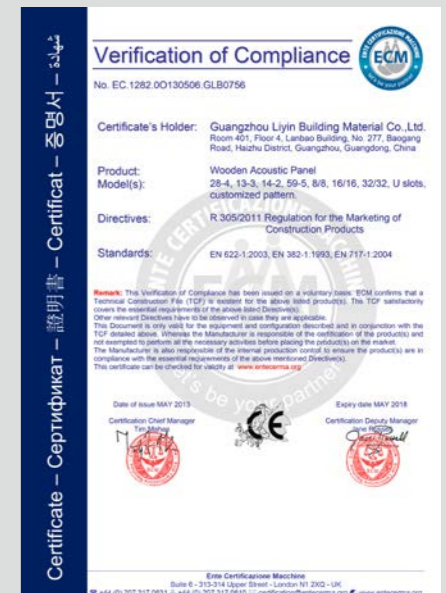 Certificate – Сертификат – 證明書 – Certificat – 증명서 – شهادة
Verification of Compliance
ENTE CERTIFICAZIONE MACCHINE
ECM
let's be your partner
No. EC.1282.0O130506.GLB0756
Certificate's Holder: Guangzhou Liyin Building Material Co.,Ltd.
Room 401, Floor 4, Lanbao Building, No. 277, Baogang
Road, Haizhu District, Guangzhou, Guangdong, China
Product: Wooden Acoustic Panel
Model(s): 28-4, 13-3, 14-2, 59-5, 8/8, 16/16, 32/32, U slots,
customized pattern.
Directives: R 305/2011 Regulation for the Marketing of
Construction Products
Standards: EN 622-1:2003, EN 382-1:1993, EN 717-1:2004
Remark: This Verification of Compliance has been issued on a voluntary basis. ECM confirms that a
Technical Construction File (TCF) is existent for the above listed product(s). This TCF satisfactority
covers the essential requirements of the above listed Directive(s).
Other relevant Directives have to be observed in case they are applicable.
This Document is only valid for the equipment and configuration described and in conjunction with the
TCF detailed above. Whereas the Manufacturer is responsible of the certification of the product(s) and
not exempted to perform all the necessary activities before placing the product(s) on the market.
The Manufacturer is also responsible of the internal production control to ensure the product(s) are in
compliance with the essential requirements of the above mentioned Directive(s).
This certificate can be checked for validity at www.entecerma.org
Date of issue MAY 2013 Expiry date MAY 2018
Certification Chief Manager Certification Deputy Manager
CE
Ente Certificazione Macchine
Suite 6 - 313-314 Upper Street - London N1 2XQ - UK